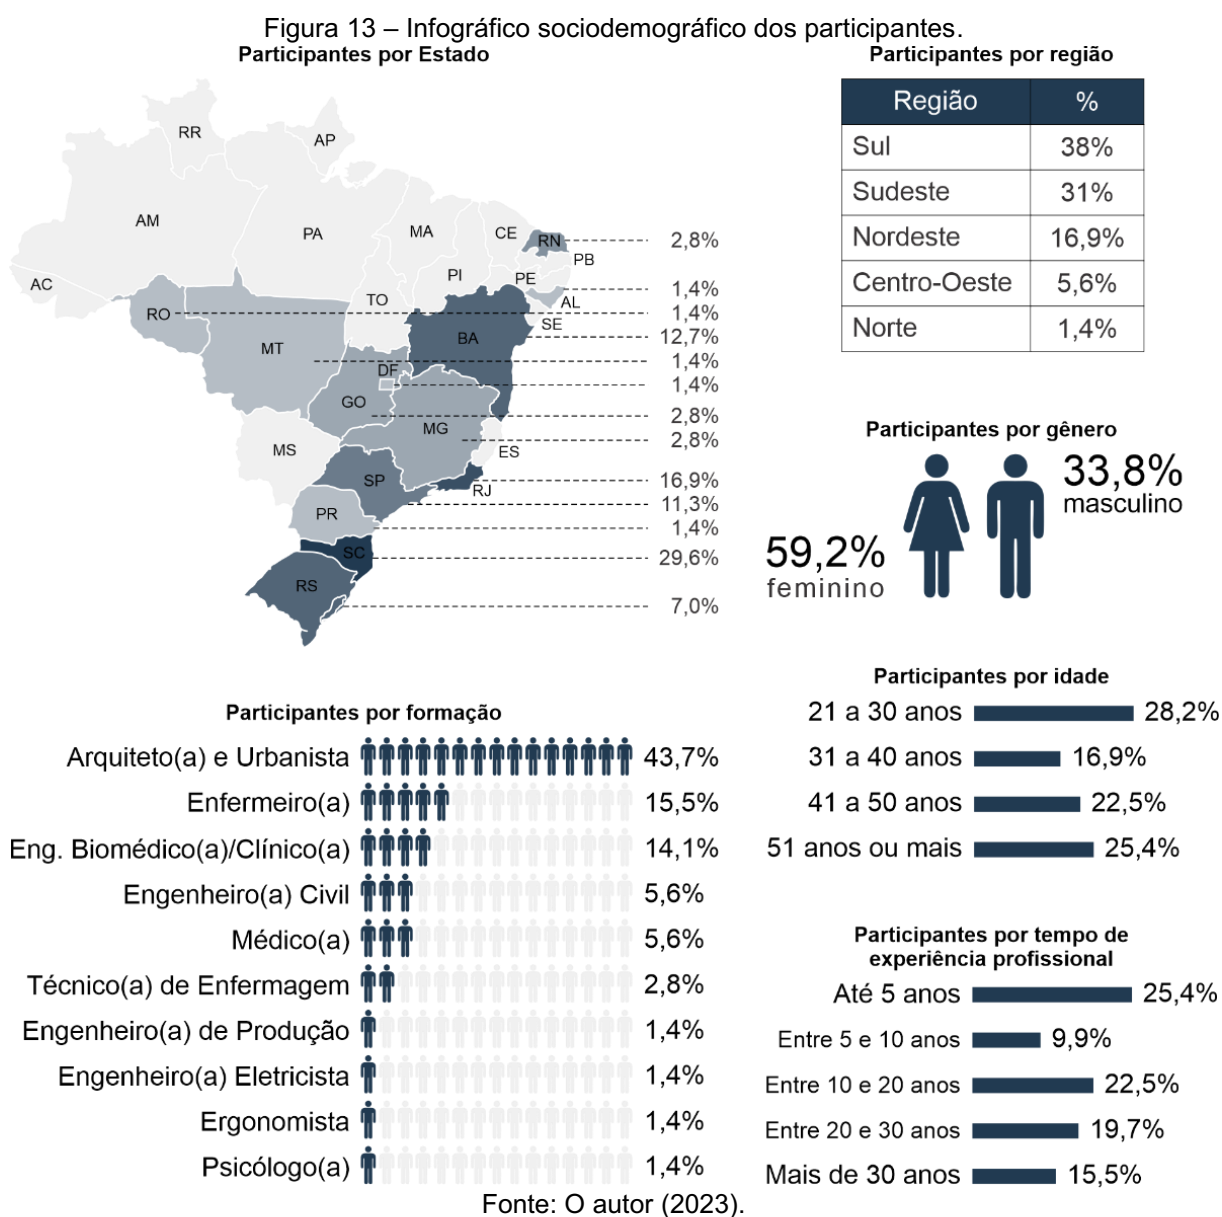 Figura 13 – Infográfico sociodemográfico dos participantes.
Participantes por Estado
RR
AP
AM
PA
MA
CE
RN
2,8%
PB
PI
PE
AC
TO
1,4%
AL
RO
1,4%
SE
BA
12,7%
MT
1,4%
DF
1,4%
GO
2,8%
MG
2,8%
MS
ES
SP
16,9%
RJ
11,3%
PR
1,4%
SC
29,6%
RS
7,0%
Participantes por região
Região %
Sul 38%
Sudeste 31%
Nordeste 16,9%
Centro-Oeste 5,6%
Norte 1,4%
Participantes por gênero
33,8%
masculino
59,2%
feminino
Participantes por formação
Arquiteto(a) e Urbanista 43,7%
Enfermeiro(a) 15,5%
Eng. Biomédico(a)/Clínico(a) 14,1%
Engenheiro(a) Civil 5,6%
Médico(a) 5,6%
Técnico(a) de Enfermagem 2,8%
Engenheiro(a) de Produção 1,4%
Engenheiro(a) Eletricista 1,4%
Ergonomista 1,4%
Psicólogo(a) 1,4%
Participantes por idade
21 a 30 anos 28,2%
31 a 40 anos 16,9%
41 a 50 anos 22,5%
51 anos ou mais 25,4%
Participantes por tempo de
experiência profissional
Até 5 anos 25,4%
Entre 5 e 10 anos 9,9%
Entre 10 e 20 anos 22,5%
Entre 20 e 30 anos 19,7%
Mais de 30 anos 15,5%
Fonte: O autor (2023).